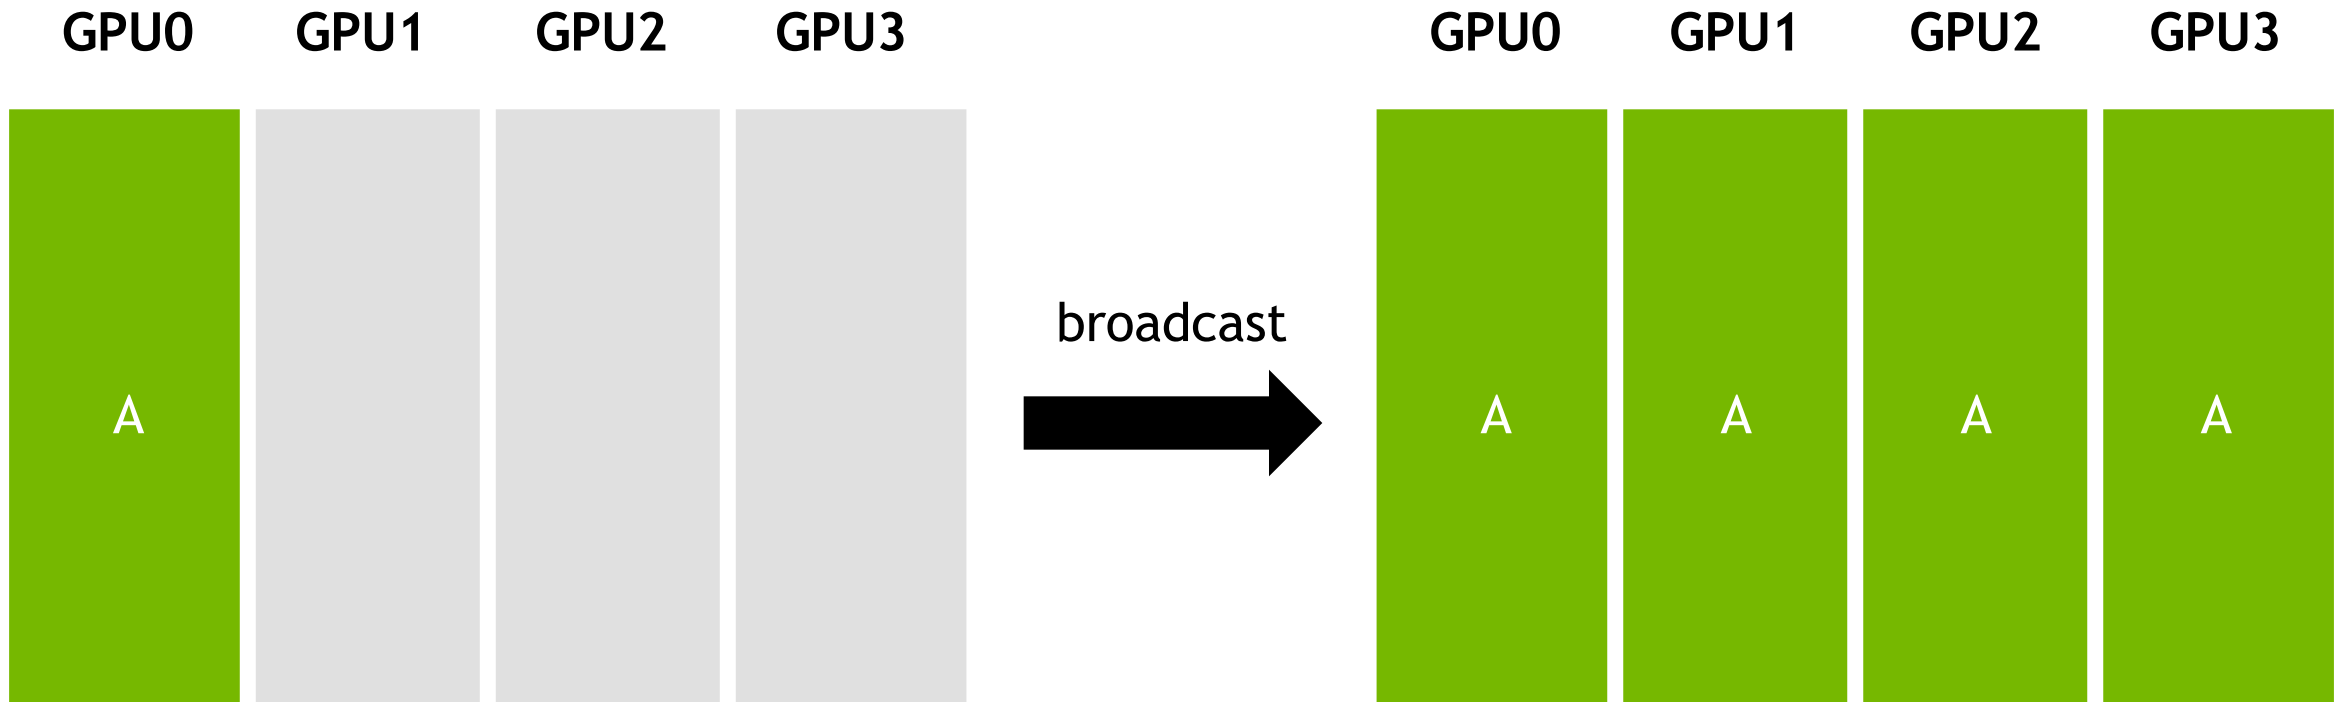 GPU0 GPU1 GPU2 GPU3 GPU0 GPU1 GPU2 GPU3
broadcast
A A A A A